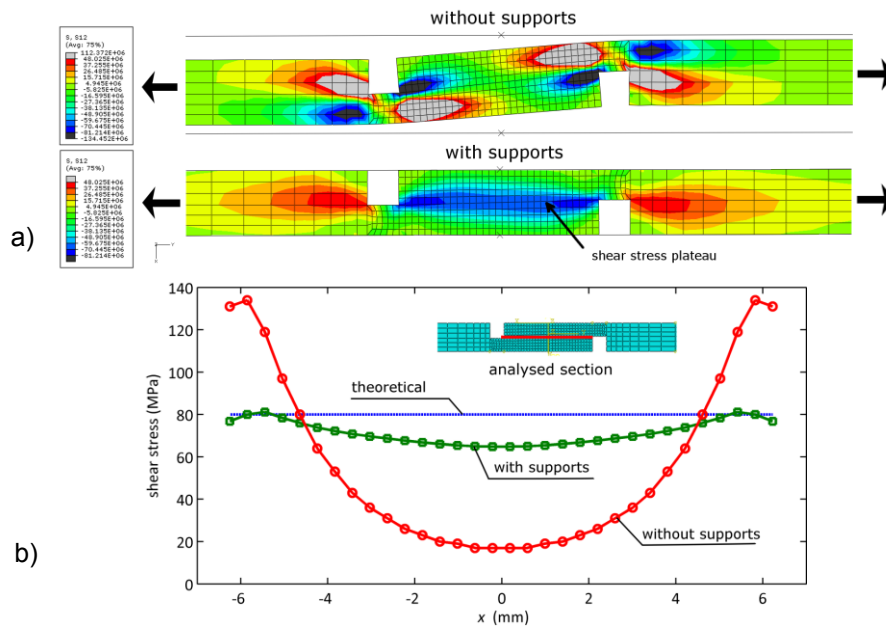 without supports
S, S12
(Avg: 75%)
112.372E+06
48.025E+06
37.255E+06
26.485E+06
15.715E+06
4.945E+06
-5.825E+06
-16.595E+06
-27.365E+06
-38.135E+06
-48.905E+06
-59.675E+06
-70.445E+06
-81.214E+06
-134.452E+06
with supports
S, S12
(Avg: 75%)
48.025E+06
37.255E+06
26.485E+06
15.715E+06
4.945E+06
-5.825E+06
-16.595E+06
-27.365E+06
-38.135E+06
-48.905E+06
-59.675E+06
-70.445E+06
-81.214E+06
a)
shear stress plateau
b)
shear stress (MPa)
140
120
100
80
60
40
20
0
analysed section
theoretical
with supports
without supports
-6
-4
-2
0
2
4
6
x (mm)